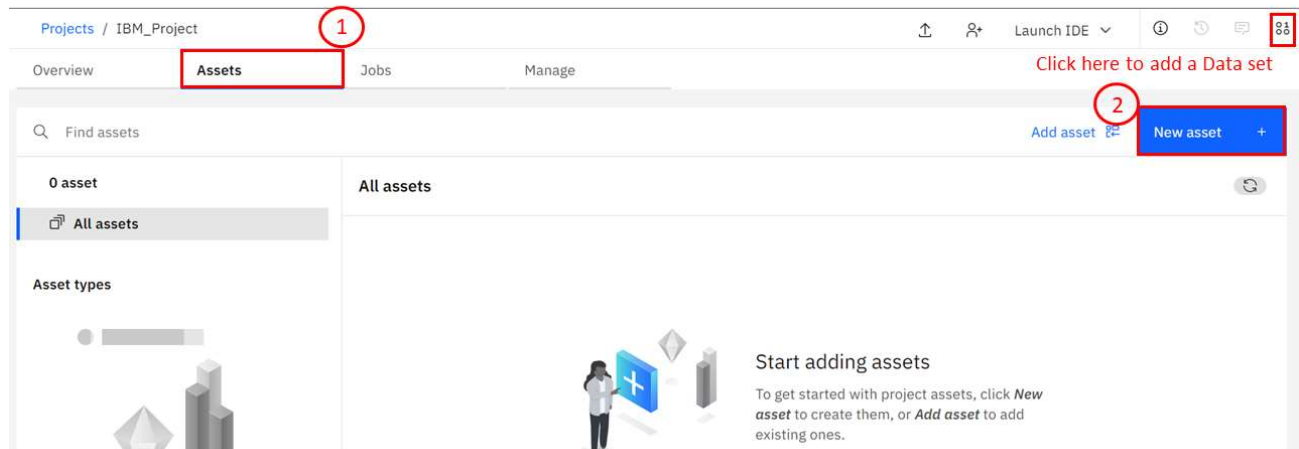 Projects / IBM_Project
1
Launch IDE
Overview
Assets
Jobs
Manage
Click here to add a Data set
2
Find assets
Add asset
New asset +
0 asset
All assets
All assets
Asset types
Start adding assets
To get started with project assets, click New
asset to create them, or Add asset to add
existing ones.